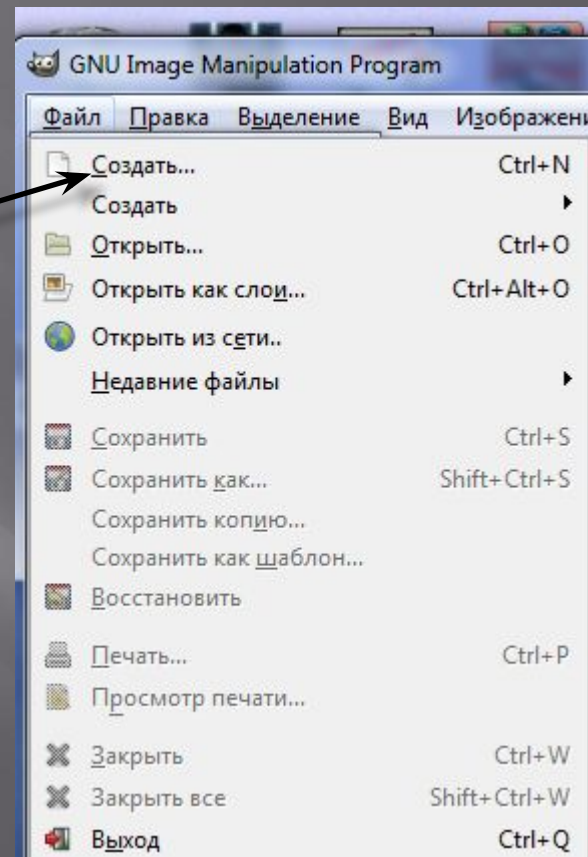 GNU Image Manipulation Program
Файл Правка Выделение Вид Изображени
Создать... Ctrl+N
Создать
Открыть... Ctrl+O
Открыть как слои... Ctrl+Alt+O
Открыть из сети..
Недавние файлы
Сохранить Ctrl+S
Сохранить как... Shift+Ctrl+S
Сохранить копию...
Сохранить как шаблон...
Восстановить
Печать... Ctrl+P
Просмотр печати...
Закрыть Ctrl+W
Закрыть все Shift+Ctrl+W
Выход Ctrl+Q